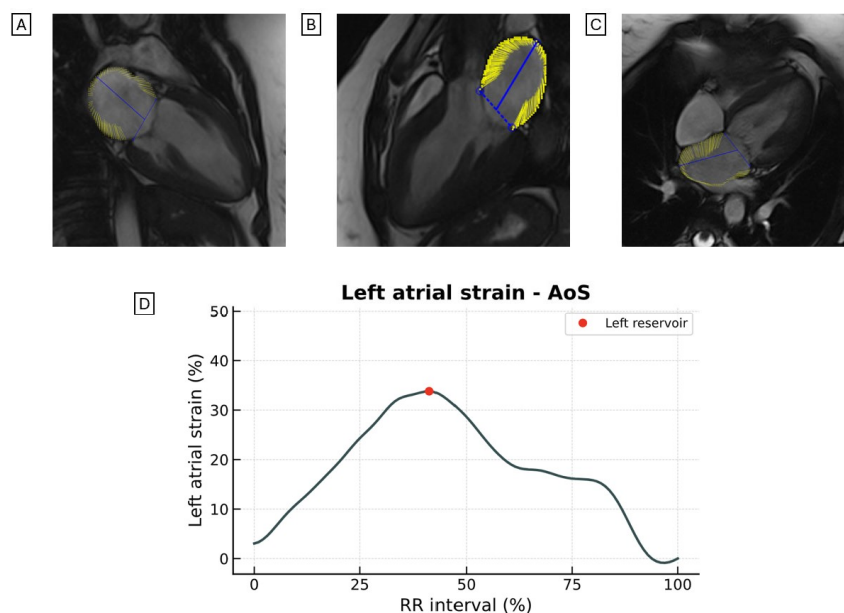 A
B
C
D
Left atrial strain - AoS
Left reservoir
Left atrial strain (%)
50
40
30
20
10
0
0 25 50 75 100
RR interval (%)